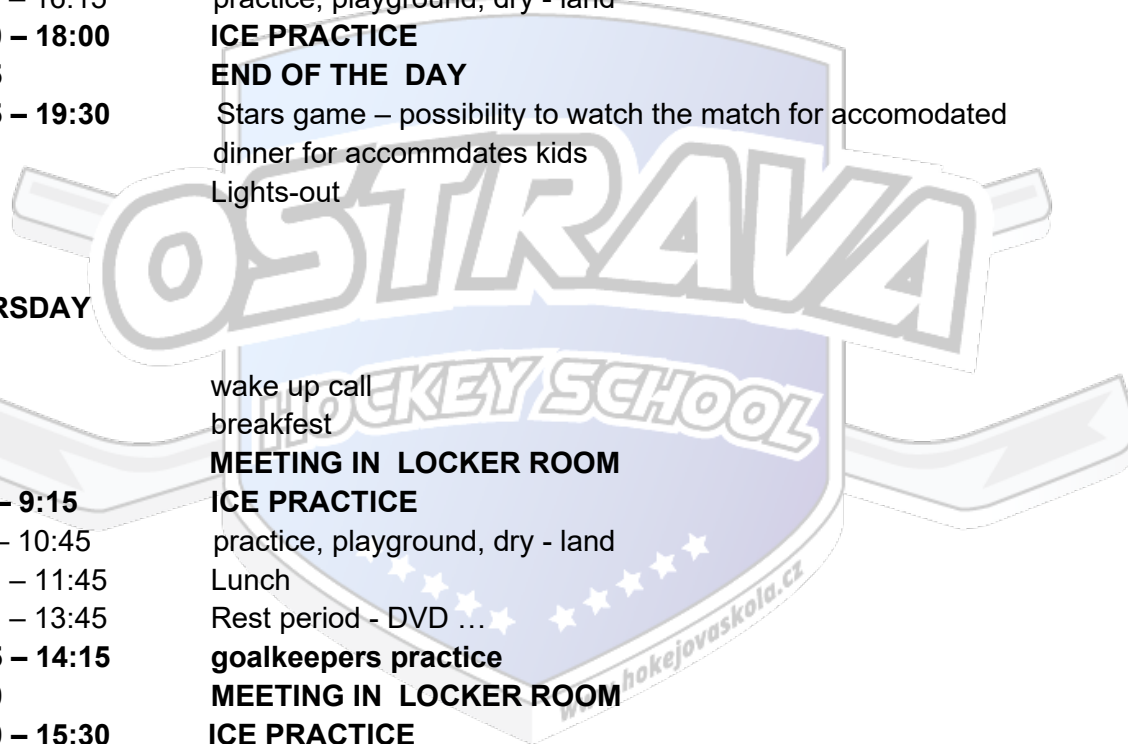 – 16:15 practice, playground, dry - land
– 18:00 ICE PRACTICE
END OF THE DAY
– 19:30 Stars game – possibility to watch the match for accomodated
dinner for accommdates kids
Lights-out
OSTRAVA
RSDAY
HOCKEY SCHOOL
wake up call
breakfest
MEETING IN LOCKER ROOM
– 9:15 ICE PRACTICE
– 10:45 practice, playground, dry - land
– 11:45 Lunch
– 13:45 Rest period - DVD …
– 14:15 goalkeepers practice
MEETING IN LOCKER ROOM
– 15:30 ICE PRACTICE
www.hokejovaskola.cz